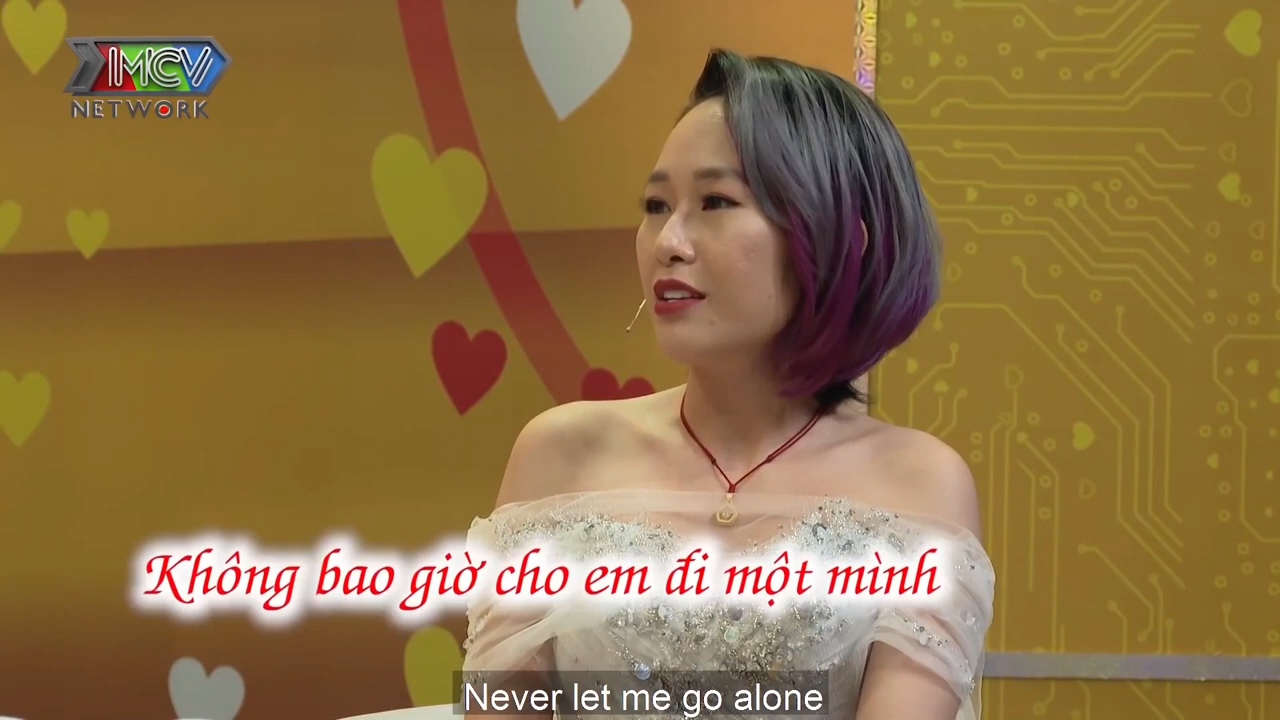 MCV
NETWORK
Không bao giờ cho em đi một mình
Never let me go alone